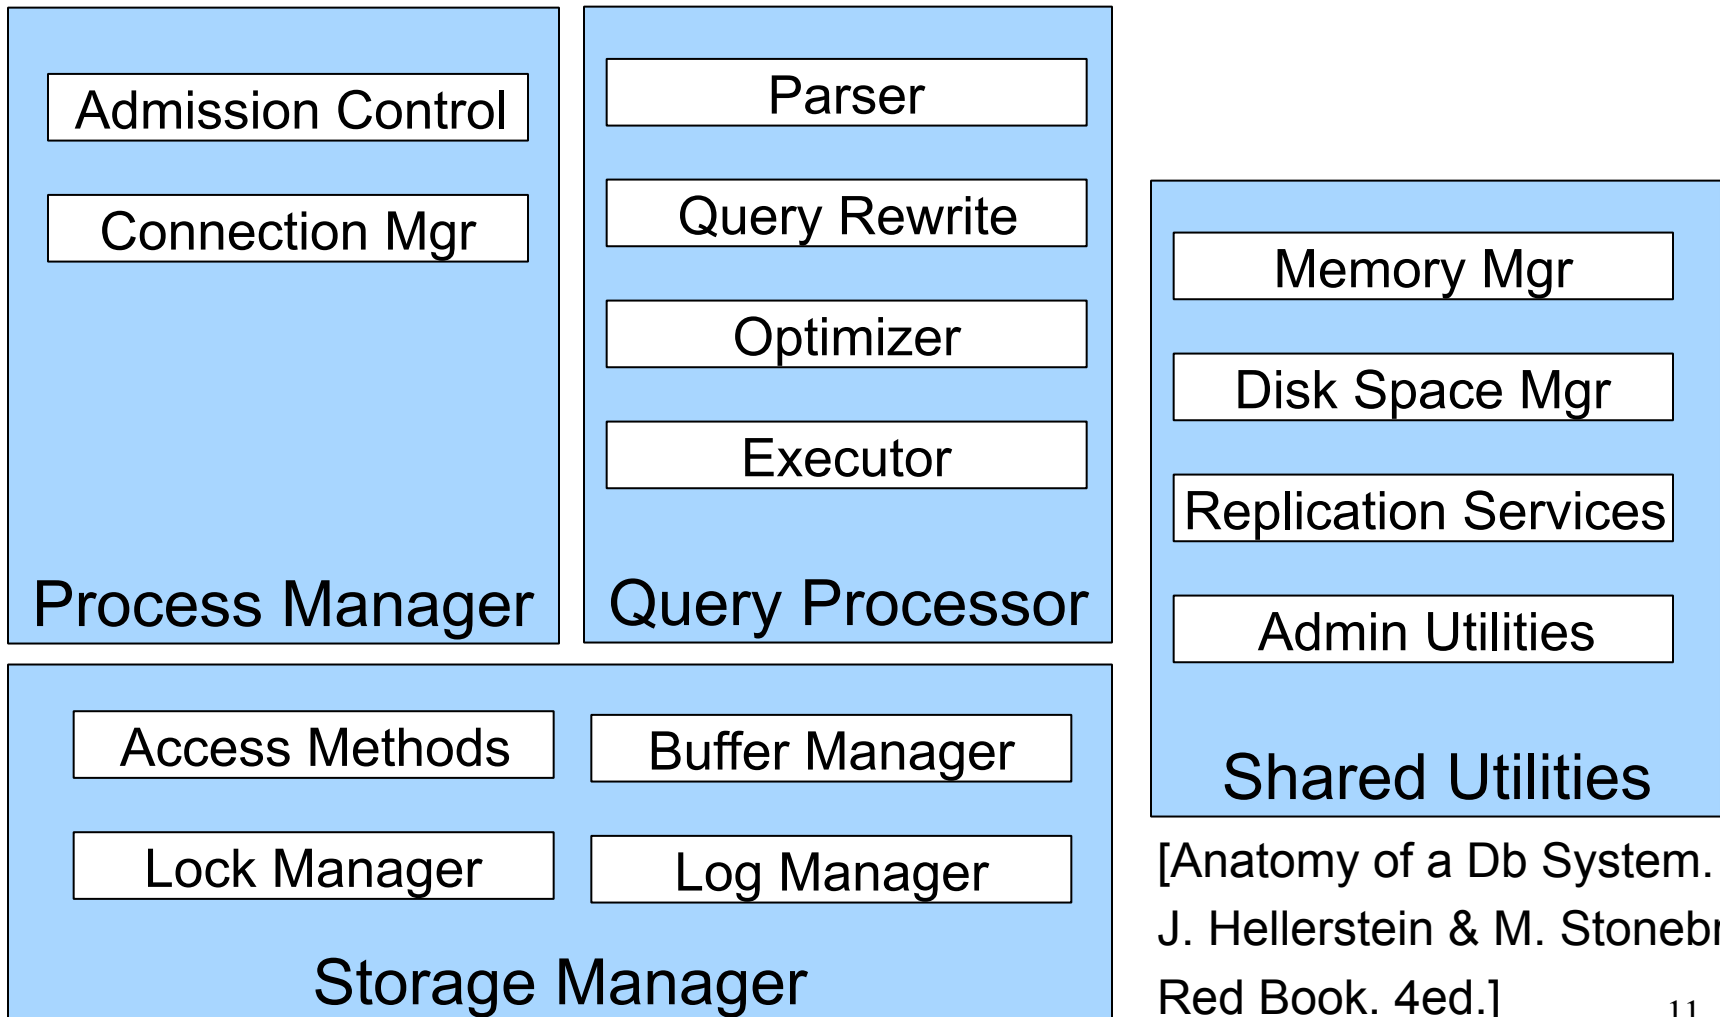 Admission Control
Connection Mgr
Process Manager
Parser
Query Rewrite
Optimizer
Executor
Query Processor
Memory Mgr
Disk Space Mgr
Replication Services
Admin Utilities
Shared Utilities
Access Methods
Buffer Manager
Lock Manager
Log Manager
Storage Manager
[Anatomy of a Db System.
J. Hellerstein & M.
Red Book. 4ed.]
11